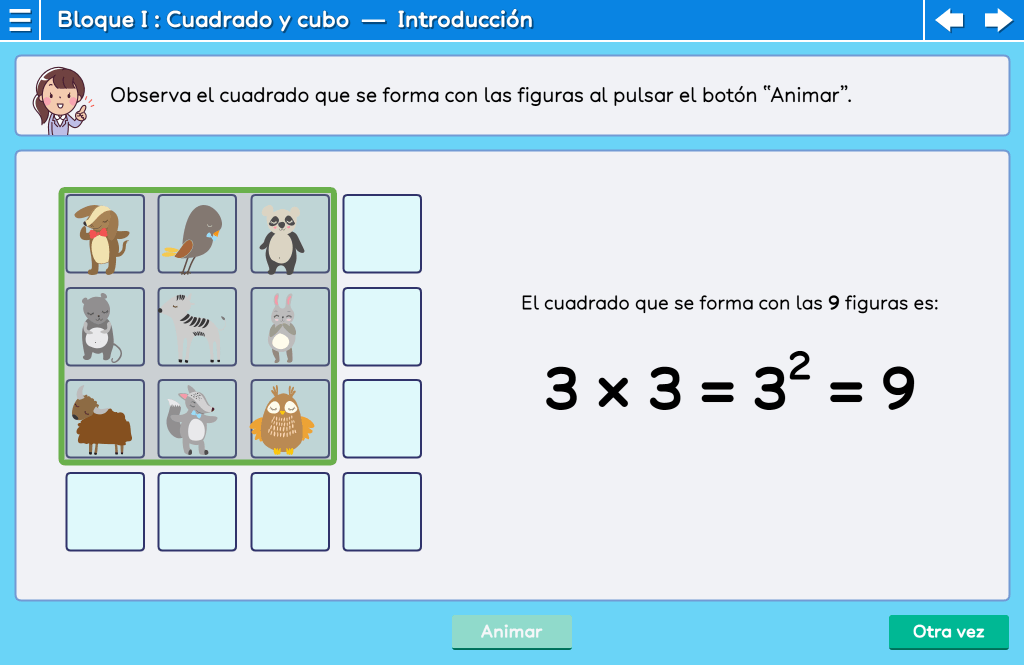 Bloque I : Cuadrado y cubo — Introducción
Observa el cuadrado que se forma con las figuras al pulsar el botón “Animar”.
El cuadrado que se forma con las 9 figuras es:
3 × 3 = 3² = 9
Animar
Otra vez